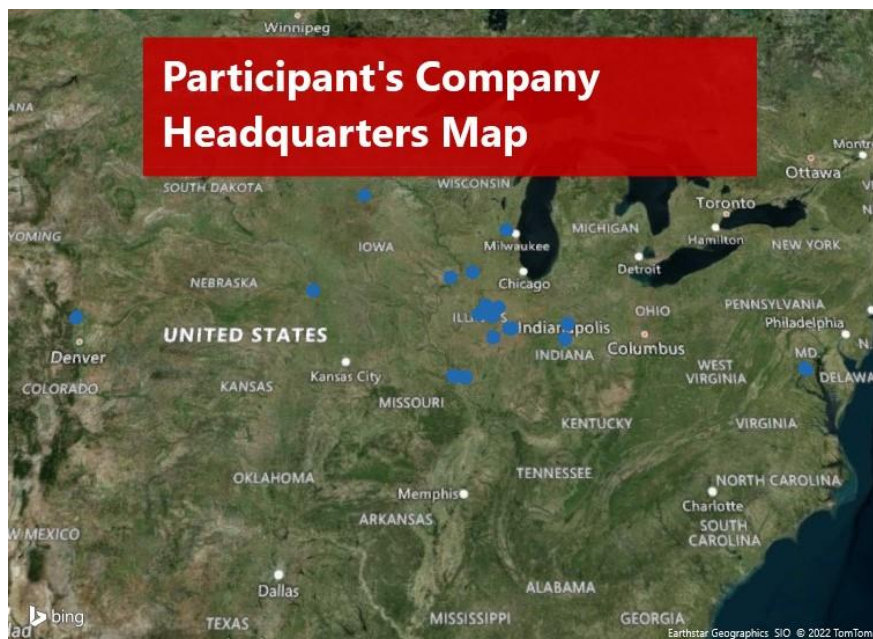 Winnipeg
Participant's Company
Headquarters Map
Ottawa
SOUTH DAKOTA
WISCONSIN
Toronto
MICHIGAN
Hamilton
IOWA
Milwaukee
NEW YORK
Detroit
Chicago
NEBRASKA
PENNSYLVANIA
OHIO
Philadelphia
UNITED STATES
Indianapolis
Columbus
Denver
INDIANA
MD.
WEST
VIRGINIA
Kansas City
COLORADO
KANSAS
MISSOURI
KENTUCKY
VIRGINIA
TENNESSEE
OKLAHOMA
NORTH CAROLINA
Memphis
Charlotte
ARKANSAS
SOUTH
CAROLINA
Dallas
ALABAMA
bing
TEXAS
MISSISSIPPI
GEORGIA
Earthstar Geographics SIO © 2022 TomTom